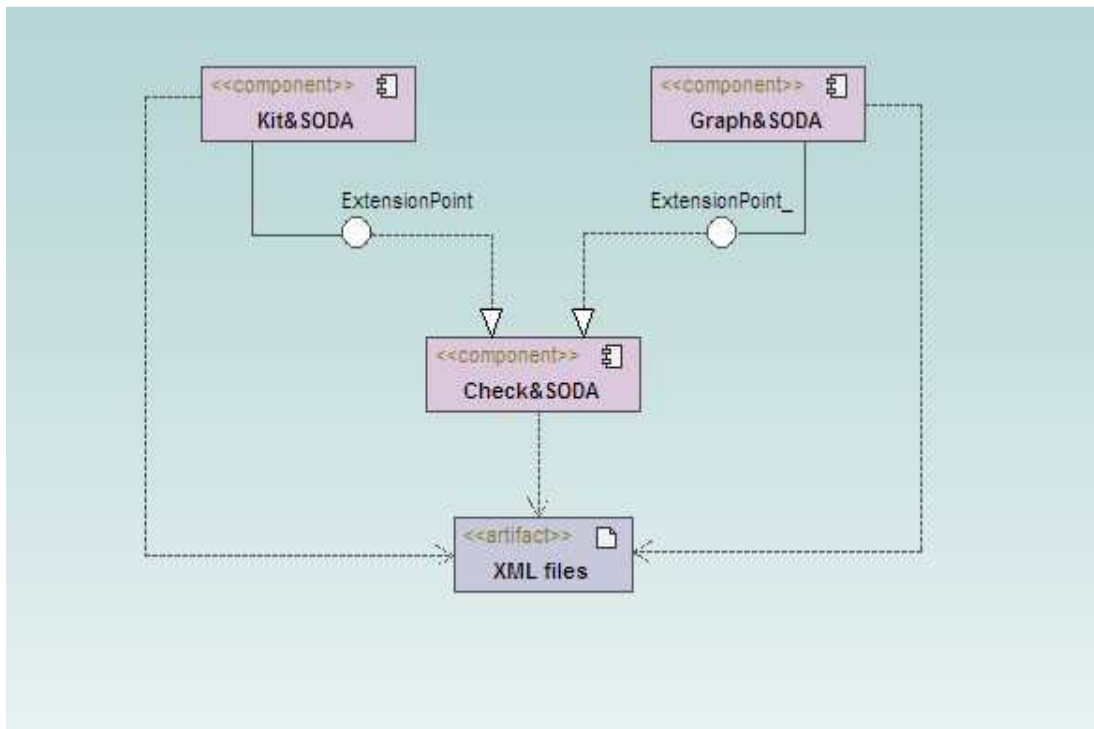 <<component>>
Kit&SODA
<<component>>
Graph&SODA
ExtensionPoint
ExtensionPoint_
<<component>>
Check&SODA
<<artifact>>
XML files